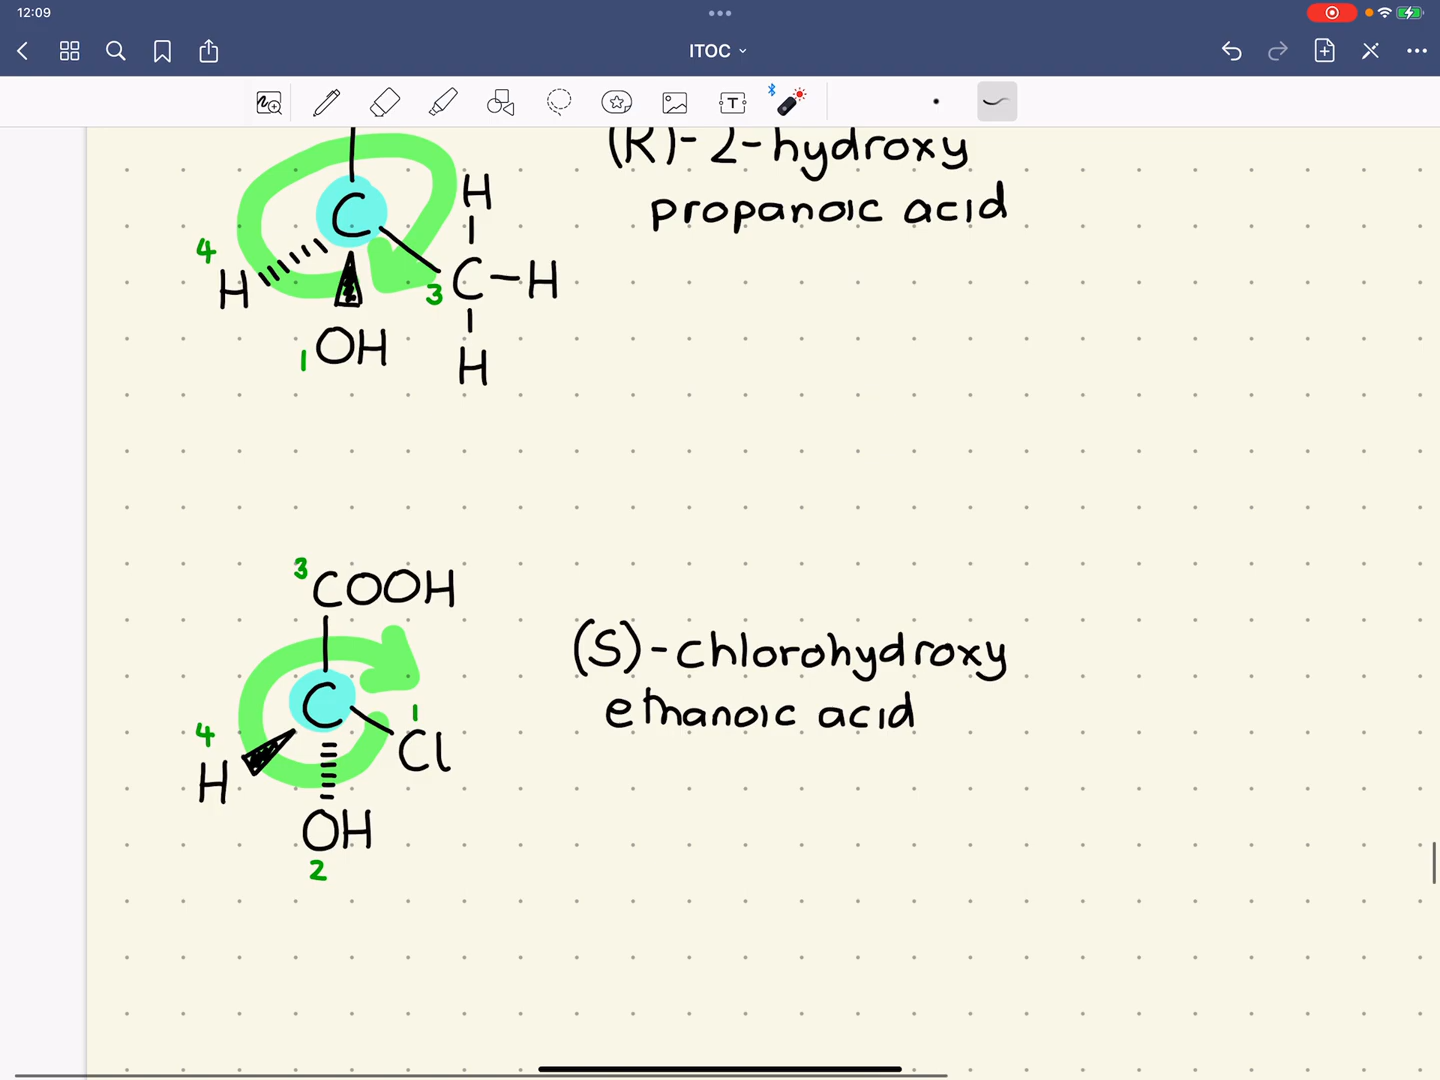 12:09
ITOC
T
(R)-2-hydroxy
propanoic acid
C
H
4
H
3
C-H
1
OH
H
3
COOH
(S)-chlorohydroxy
ethanoic acid
C
1
4
Cl
H
OH
2